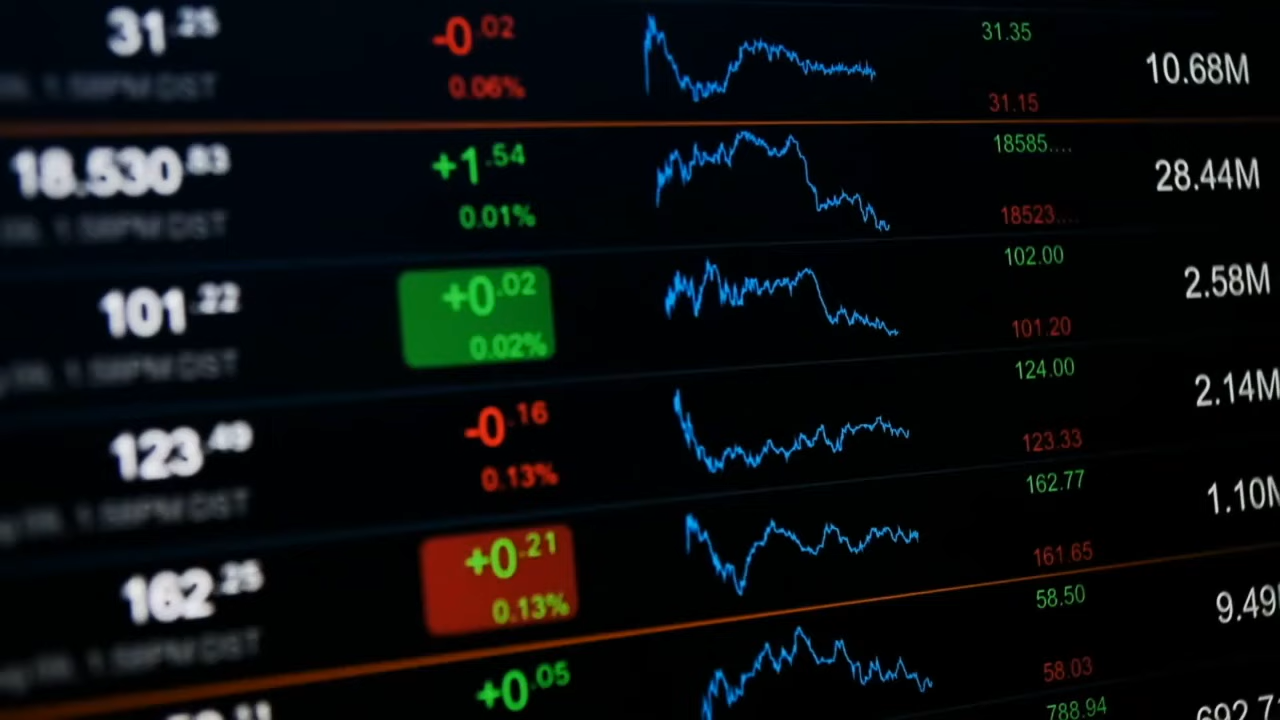 31.25 -0.02 31.35
0.06% 31.15 10.68M
18.530.83 +1.54 18585.... 28.44M
0.01% 18523....
101.22 +0.02 102.00 2.58M
0.02% 101.20
123.49 -0.16 124.00 2.14M
0.13% 123.33
162.25 +0.21 162.77 1.10M
0.13% 161.65
58.50 9.49
+0.05 58.03
788.94